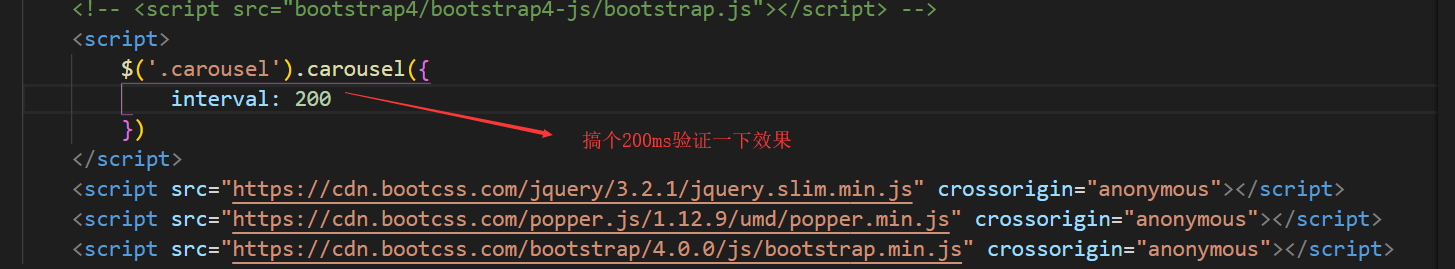 <!-- <script src="bootstrap4/bootstrap4-js/bootstrap.js"></script> -->
<script>
$('.carousel').carousel({
interval: 200
搞个200ms验证一下效果
})
</script>
<script src="https://cdn.bootcss.com/jquery/3.2.1/jquery.slim.min.js" crossorigin="anonymous"></script>
<script src="https://cdn.bootcss.com/popper.js/1.12.9/umd/popper.min.js" crossorigin="anonymous"></script>
<script src="https://cdn.bootcss.com/bootstrap/4.0.0/js/bootstrap.min.js" crossorigin="anonymous"></script>